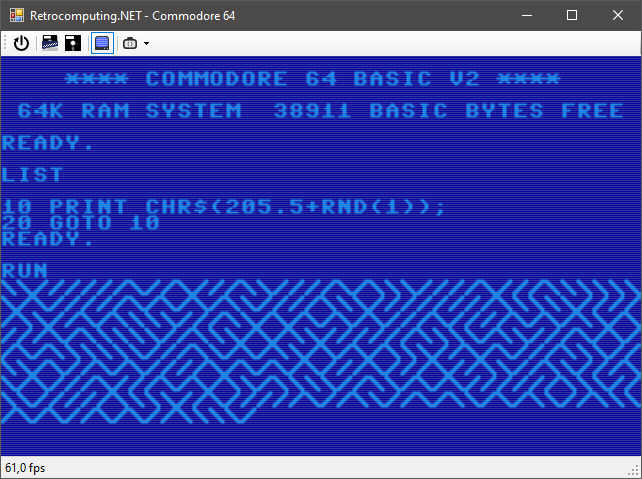 Retrocomputing.NET - Commodore 64
**** COMMODORE 64 BASIC V2 ****
64K RAM SYSTEM  38911 BASIC BYTES FREE
READY.
LIST
10 PRINT CHR$(205.5+RND(1));
20 GOTO 10
READY.
RUN
61,0 fps